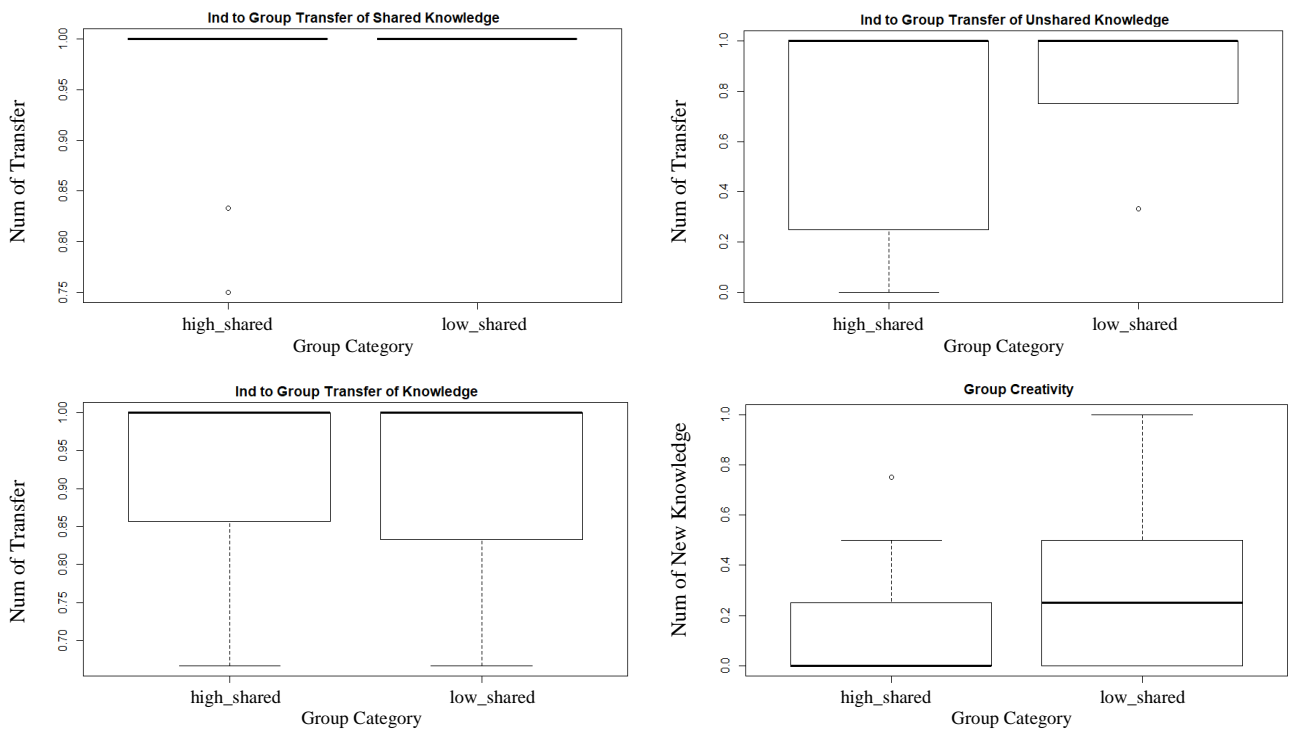 Ind to Group Transfer of Shared Knowledge
Num of Transfer
1.00
0.95
0.90
0.85
0.80
0.75
high_shared low_shared
Group Category
Ind to Group Transfer of Unshared Knowledge
Num of Transfer
1.0
0.8
0.6
0.4
0.2
0.0
high_shared low_shared
Group Category
Ind to Group Transfer of Knowledge
Num of Transfer
1.00
0.95
0.90
0.85
0.80
0.75
0.70
high_shared low_shared
Group Category
Group Creativity
Num of New Knowledge
1.0
0.8
0.6
0.4
0.2
0.0
high_shared low_shared
Group Category